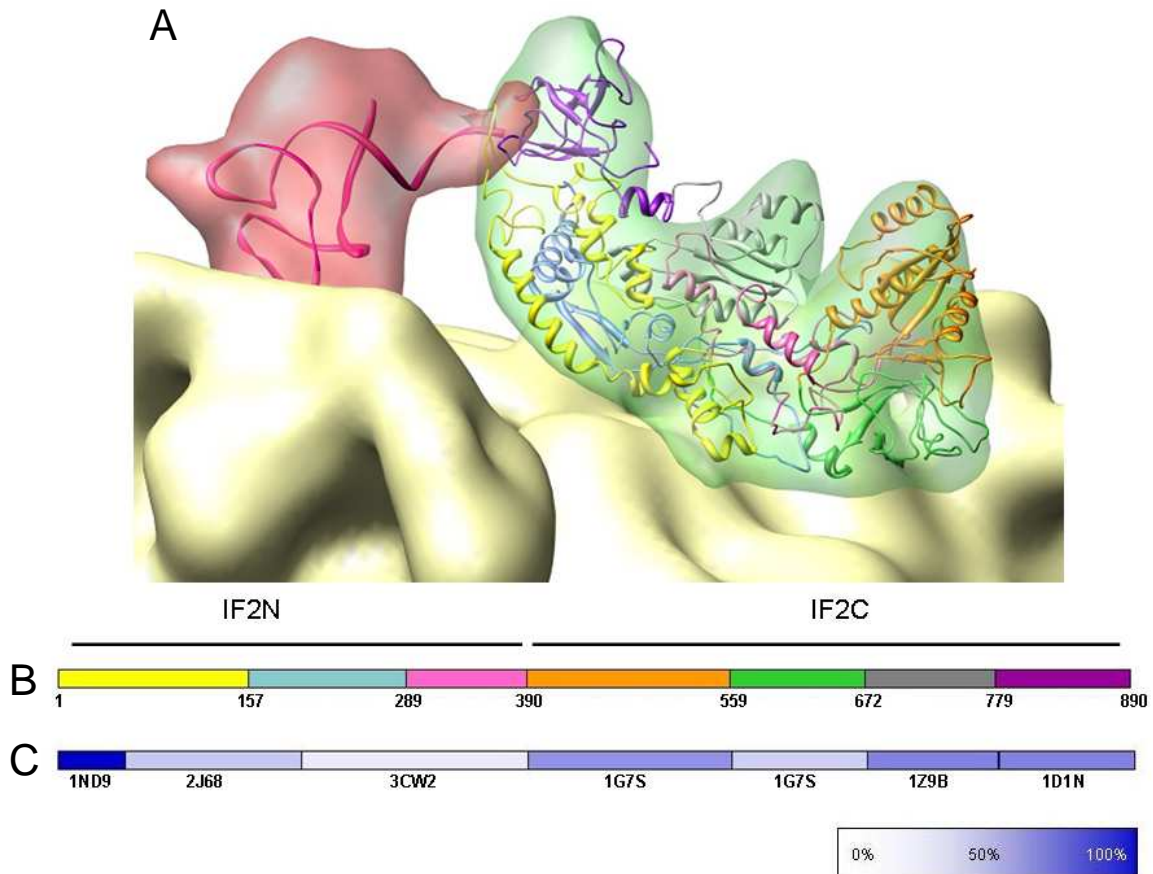 A
IF2N IF2C
B
1 157 289 390 559 672 779 890
C
1ND9 2J68 3CW2 1G7S 1G7S 1Z9B 1D1N
0% 50% 100%